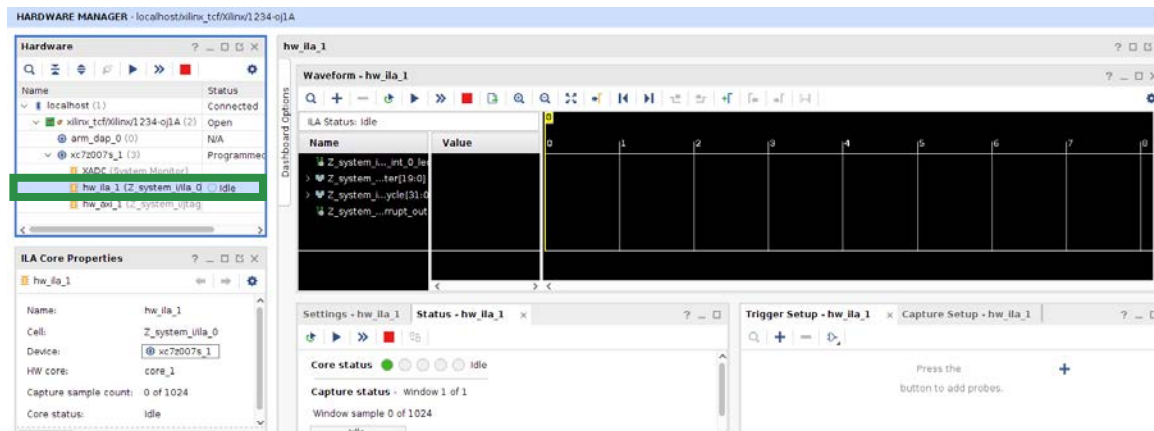 HARDWARE MANAGER - localhost/xilinx_tcf/Xilinx/1234-oj1A
Hardware
Name Status
localhost (1) Connected
xilinx_tcf/Xilinx/1234-oj1A (2) Open
arm_dap_0 (0) N/A
xc7z007s_1 (3) Programmed
XADC (System Monitor)
hw_ila_1 (Z_system_i/ila_0 Idle
hw_axi_1 (Z_system_i/jtag
ILA Core Properties
hw_ila_1
Name: hw_ila_1
Cell: Z_system_i/ila_0
Device: xc7z007s_1
HW core: core_1
Capture sample count: 0 of 1024
Core status: Idle
hw_ila_1
Dashboard Options
Waveform - hw_ila_1
ILA Status: Idle
Name Value
0
0 1 2 3 4 5 6 7 8
Z_system_i..._int_0_led
Z_system_...ter[19:0]
Z_system_i...ycle[31:0
Z_system_...rrupt_out
Settings - hw_ila_1 Status - hw_ila_1
Core status Idle
Capture status - Window 1 of 1
Window sample 0 of 1024
Idle
Trigger Setup - hw_ila_1 Capture Setup - hw_ila_1
Press the
button to add probes.